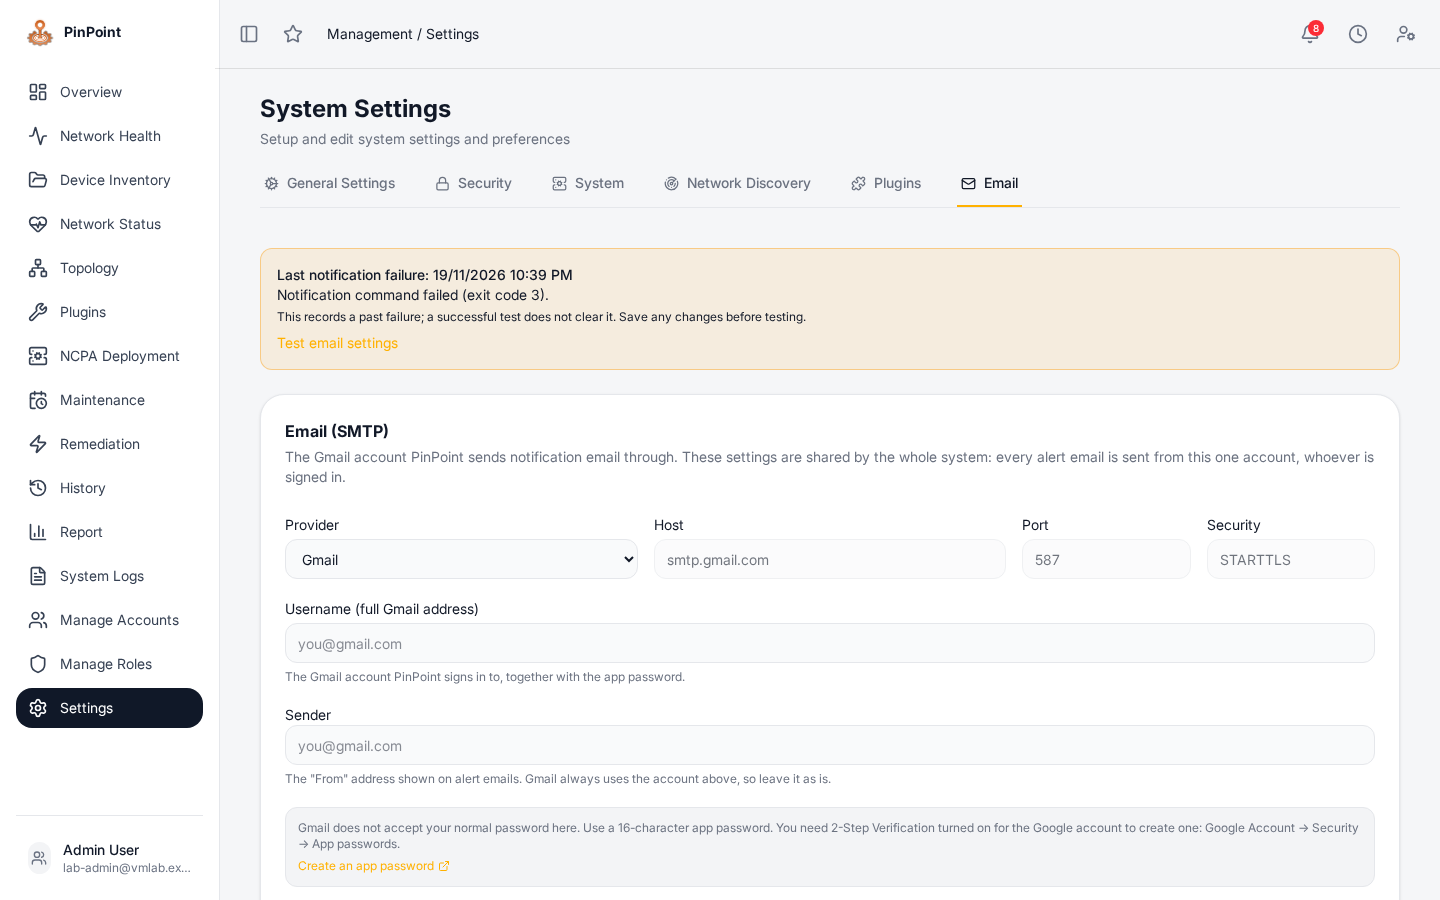 PinPoint
Management / Settings
8
Overview
Network Health
Device Inventory
Network Status
Topology
Plugins
NCPA Deployment
Maintenance
Remediation
History
Report
System Logs
Manage Accounts
Manage Roles
Settings
Admin User
lab-admin@vmlab.ex...
System Settings
Setup and edit system settings and preferences
General Settings
Security
System
Network Discovery
Plugins
Email
Last notification failure: 19/11/2026 10:39 PM
Notification command failed (exit code 3).
This records a past failure; a successful test does not clear it. Save any changes before testing.
Test email settings
Email (SMTP)
The Gmail account PinPoint sends notification email through. These settings are shared by the whole system: every alert email is sent from this one account, whoever is
signed in.
Provider
Host
Port
Security
Gmail
smtp.gmail.com
587
STARTTLS
Username (full Gmail address)
you@gmail.com
The Gmail account PinPoint signs in to, together with the app password.
Sender
you@gmail.com
The "From" address shown on alert emails. Gmail always uses the account above, so leave it as is.
Gmail does not accept your normal password here. Use a 16-character app password. You need 2-Step Verification turned on for the Google account to create one: Google Account → Security
→ App passwords.
Create an app password